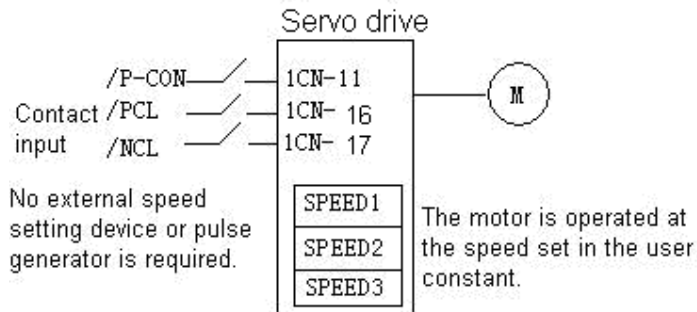 Servo drive
/P-CON 1CN-11
M
Contact /PCL 1CN- 16
input /NCL 1CN- 17
No external speed
setting device or pulse
generator is required.
SPEED1
SPEED2
SPEED3
The motor is operated at
the speed set in the user
constant.